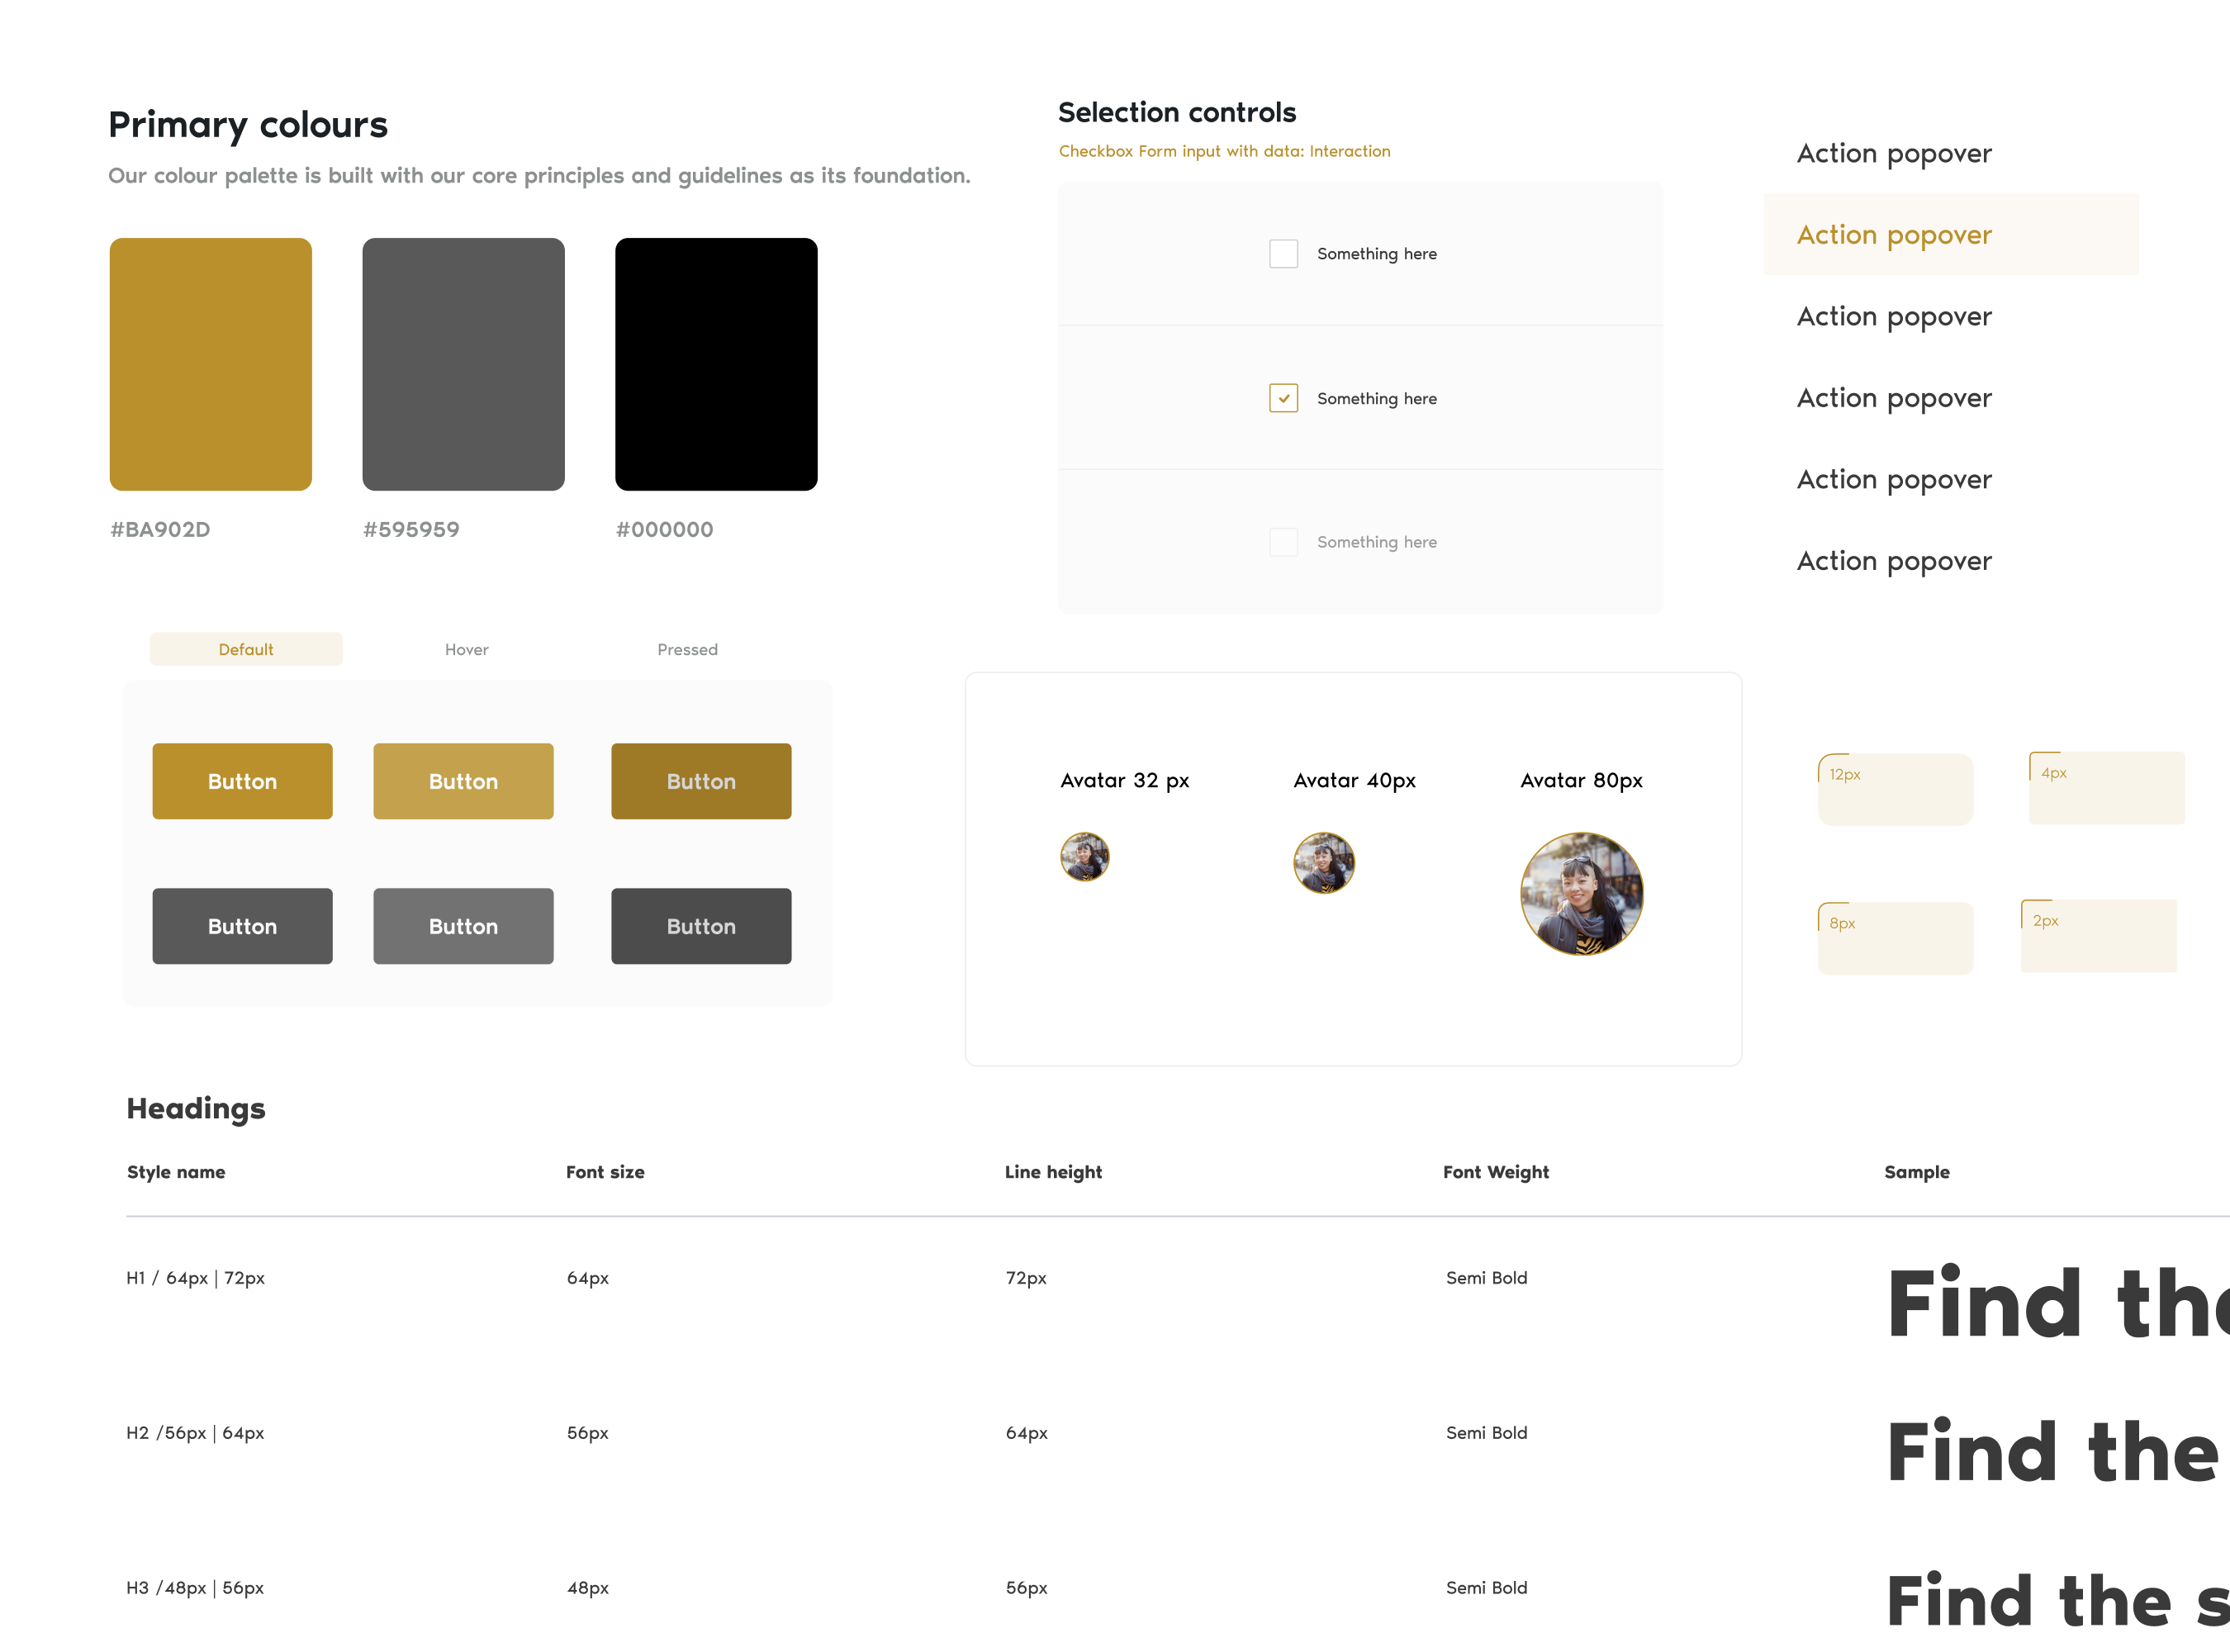 Primary colours
Our colour palette is built with our core principles and guidelines as its foundation.
#BA902D
#595959
#000000
Selection controls
Checkbox Form input with data: Interaction
Something here
Something here
Something here
Action popover
Action popover
Action popover
Action popover
Action popover
Action popover
Default
Hover
Pressed
Button
Button
Button
Button
Button
Button
Avatar 32 px
Avatar 40px
Avatar 80px
12px
4px
8px
2px
Headings
Style name
Font size
Line height
Font Weight
Sample
H1 / 64px | 72px
64px
72px
Semi Bold
Find the
H2 /56px | 64px
56px
64px
Semi Bold
Find the
H3 /48px | 56px
48px
56px
Semi Bold
Find the s